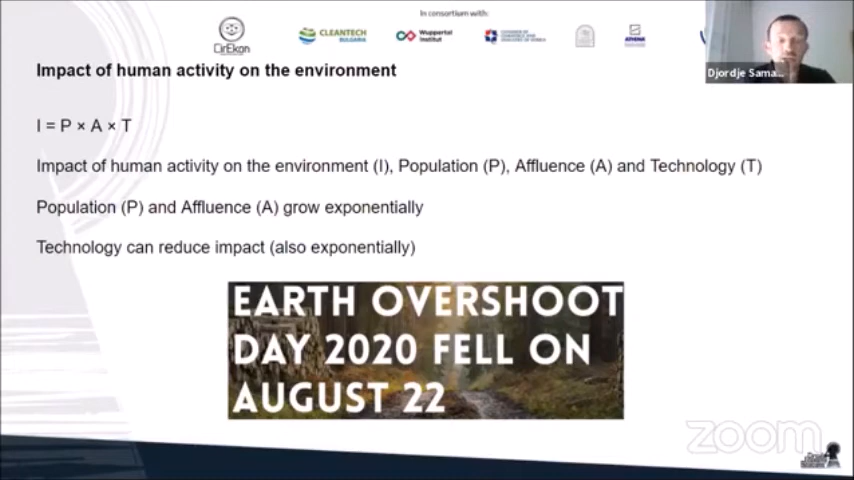 In consortium with:
CirEkon
CLEANTECH
BULGARIA
Wuppertal
Institut
ATHENA
Djordje Sama...
Impact of human activity on the environment
I = P × A × T
Impact of human activity on the environment (I), Population (P), Affluence (A) and Technology (T)
Population (P) and Affluence (A) grow exponentially
Technology can reduce impact (also exponentially)
EARTH OVERSHOOT
DAY 2020 FELL ON
AUGUST 22
zoom